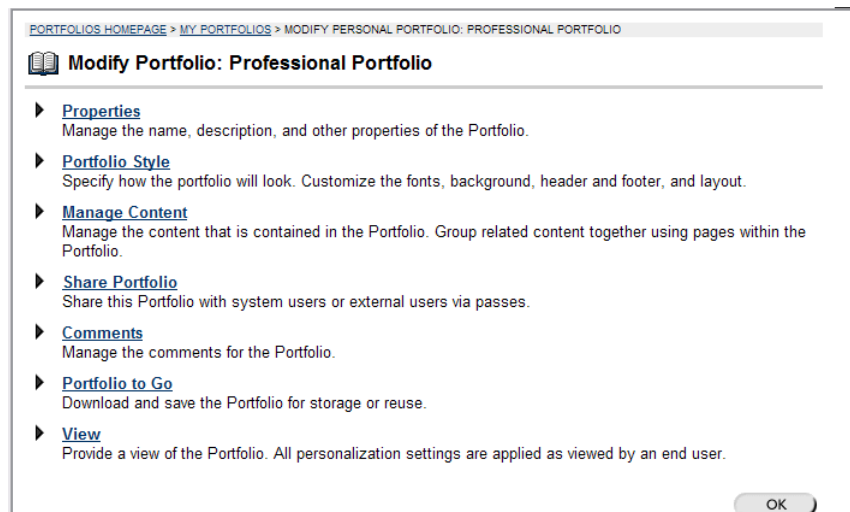 PORTFOLIOS HOMEPAGE > MY PORTFOLIOS > MODIFY PERSONAL PORTFOLIO: PROFESSIONAL PORTFOLIO
Modify Portfolio: Professional Portfolio
Properties
Manage the name, description, and other properties of the Portfolio.
Portfolio Style
Specify how the portfolio will look. Customize the fonts, background, header and footer, and layout.
Manage Content
Manage the content that is contained in the Portfolio. Group related content together using pages within the
Portfolio.
Share Portfolio
Share this Portfolio with system users or external users via passes.
Comments
Manage the comments for the Portfolio.
Portfolio to Go
Download and save the Portfolio for storage or reuse.
View
Provide a view of the Portfolio. All personalization settings are applied as viewed by an end user.
OK